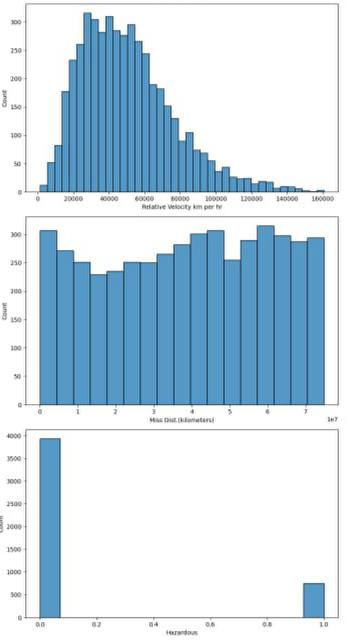 300
250
200
150
100
50
0
Count
0 20000 40000 60000 80000 100000 120000 140000 160000
Relative Velocity km per hr
300
250
200
150
100
50
0
Count
0 1 2 3 4 5 6 7
1e7
Miss Dist.(kilometers)
4000
3500
3000
2500
2000
1500
1000
500
0
Count
0.0 0.2 0.4 0.6 0.8 1.0
Hazardous